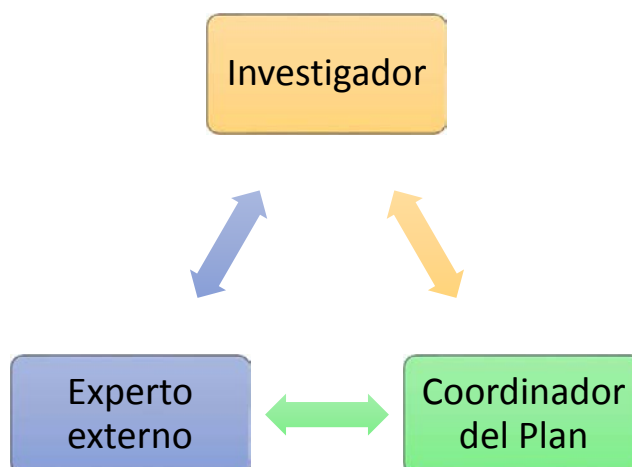 Investigador
Experto
externo
Coordinador
del Plan